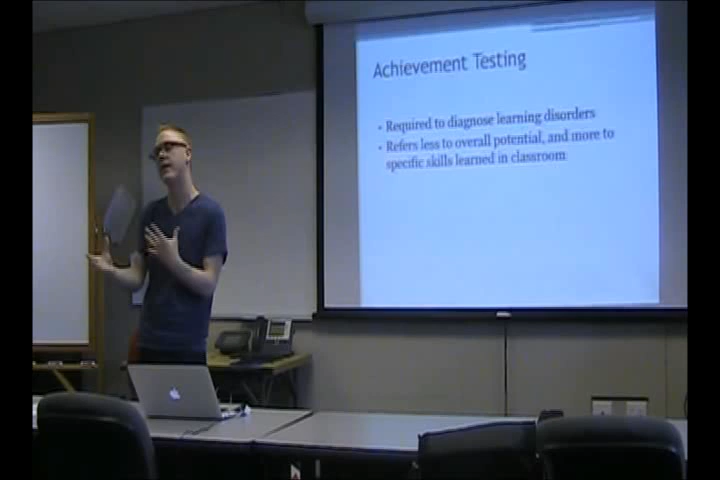 Achievement Testing
• Required to diagnose learning disorders
• Refers less to overall potential, and more to
specific skills learned in classroom